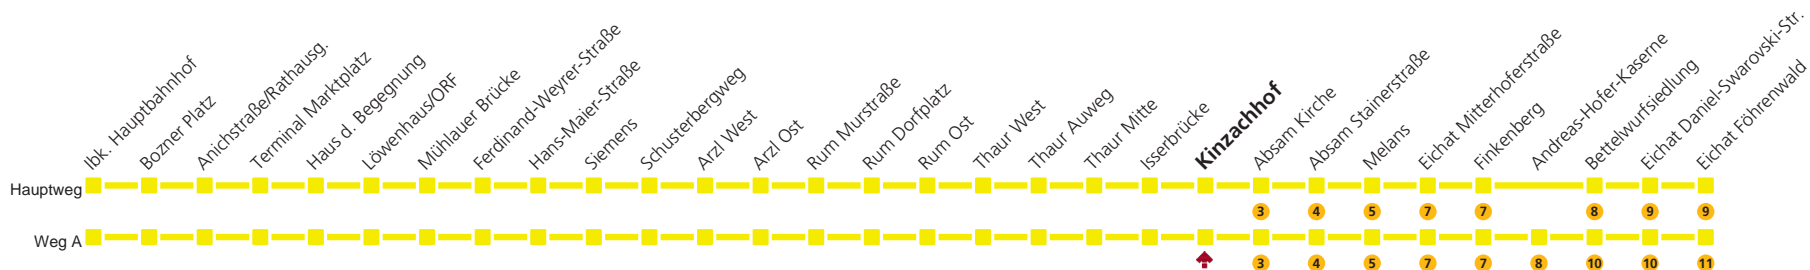 Ibk. Hauptbahnhof
Bozner Platz
Anichstraße/Rathausg.
Terminal Marktplatz
Haus d. Begegnung
Löwenhaus/ORF
Mühlauer Brücke
Ferdinand-Weyrer-Straße
Hans-Maier-Straße
Siemens
Schusterbergweg
Arzl West
Arzl Ost
Rum Murstraße
Rum Dorfplatz
Rum Ost
Thaur West
Thaur Auweg
Thaur Mitte
Isserbrücke
Kinzachhof
Absam Kirche
Absam Stainerstraße
Melans
Eichat Mitterhoferstraße
Finkenberg
Andreas-Hofer-Kaserne
Bettelwurfsiedlung
Eichat Daniel-Swarovski-Str.
Eichat Föhrenwald
Hauptweg
3 4 5 7 7 8 9 9
Weg A
3 4 5 7 7 8 10 10 11